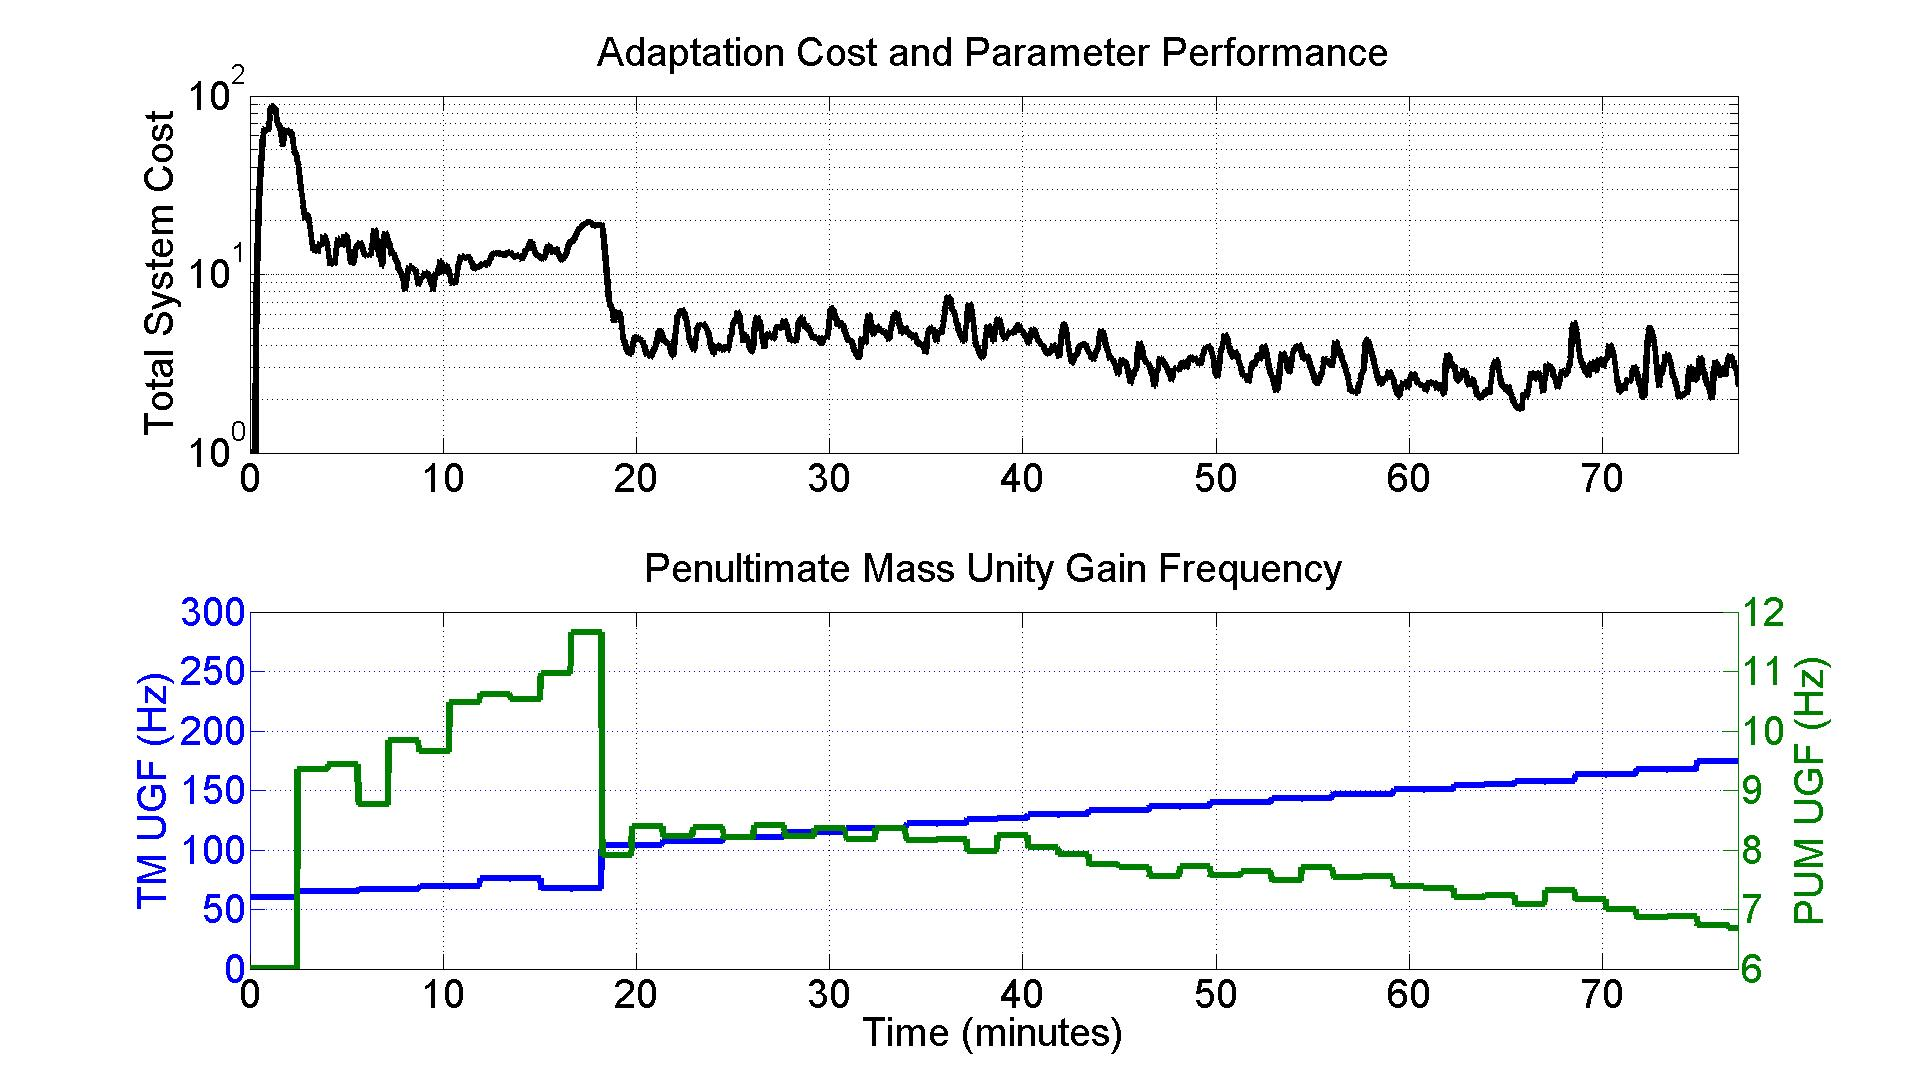 Adaptation Cost and Parameter Performance
Total System Cost
10^2
10^1
10^0
0 10 20 30 40 50 60 70
Penultimate Mass Unity Gain Frequency
TM UGF (Hz)
300
250
200
150
100
50
0
PUM UGF (Hz)
12
11
10
9
8
7
6
0 10 20 30 40 50 60 70
Time (minutes)